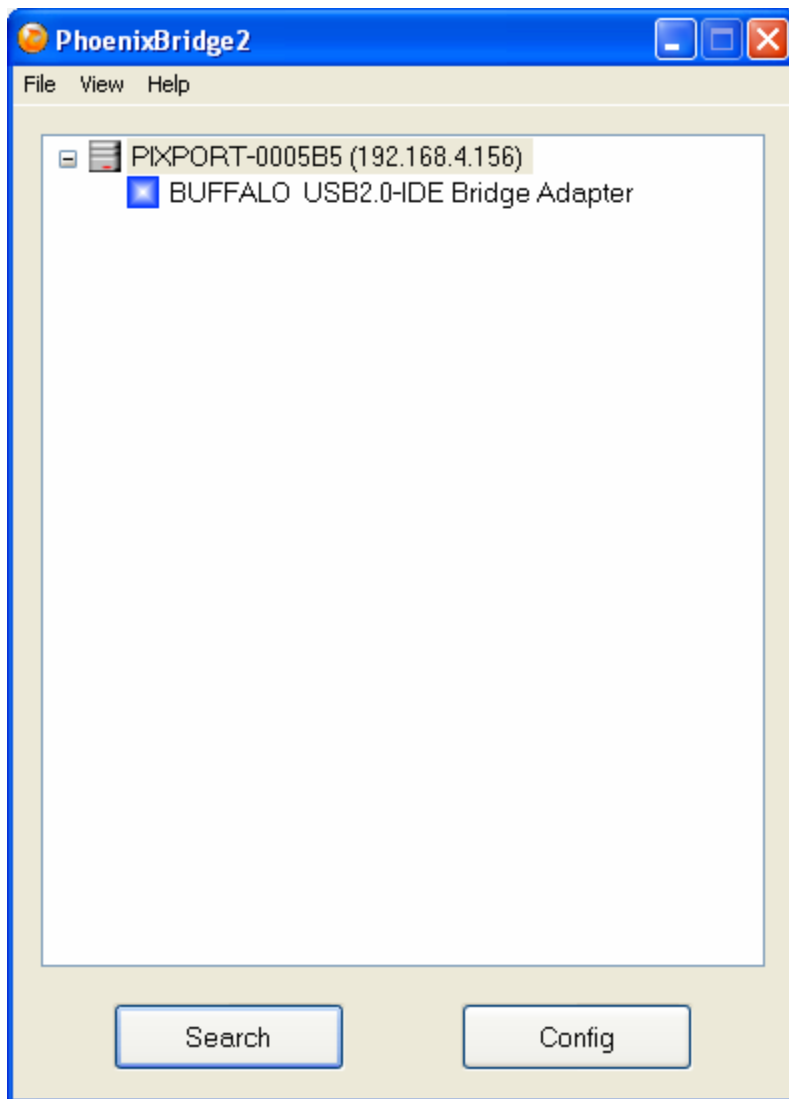 PhoenixBridge2
File View Help
PIXPORT-0005B5 (192.168.4.156)
BUFFALO USB2.0-IDE Bridge Adapter
Search Config